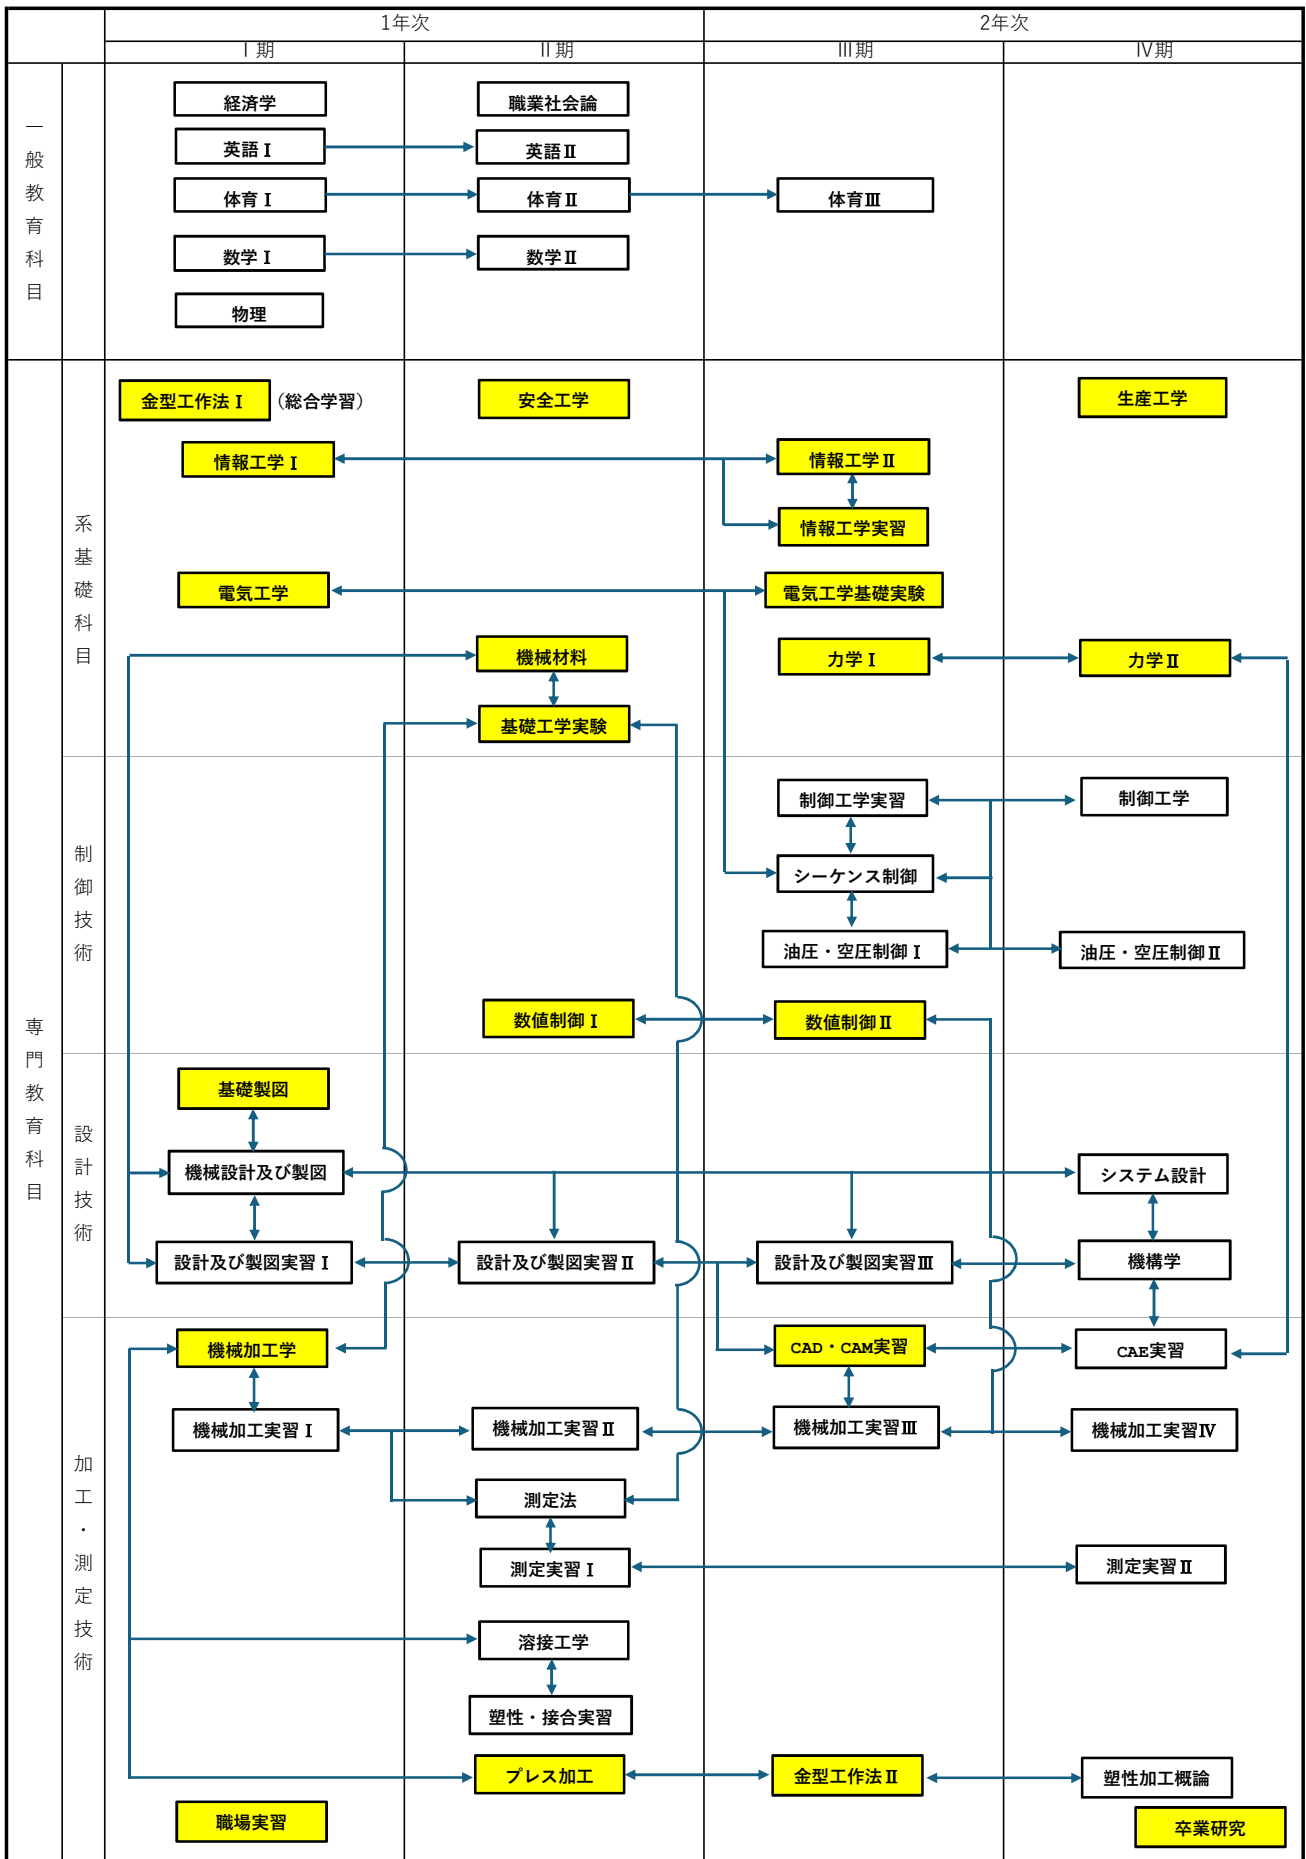 1年次
2年次
Ⅰ期
Ⅱ期
Ⅲ期
Ⅳ期
一般教育科目
経済学
職業社会論
英語Ⅰ
英語Ⅱ
体育Ⅰ
体育Ⅱ
体育Ⅲ
数学Ⅰ
数学Ⅱ
物理
専門教育科目
系基礎科目
金型工作法Ⅰ
(総合学習)
安全工学
生産工学
情報工学Ⅰ
情報工学Ⅱ
情報工学実習
電気工学
電気工学基礎実験
機械材料
力学Ⅰ
力学Ⅱ
基礎工学実験
制御技術
制御工学実習
制御工学
シーケンス制御
油圧・空圧制御Ⅰ
油圧・空圧制御Ⅱ
数値制御Ⅰ
数値制御Ⅱ
設計技術
基礎製図
機械設計及び製図
システム設計
設計及び製図実習Ⅰ
設計及び製図実習Ⅱ
設計及び製図実習Ⅲ
機構学
加工・測定技術
機械加工学
CAD・CAM実習
CAE実習
機械加工実習Ⅰ
機械加工実習Ⅱ
機械加工実習Ⅲ
機械加工実習Ⅳ
測定法
測定実習Ⅰ
測定実習Ⅱ
溶接工学
塑性・接合実習
プレス加工
金型工作法Ⅱ
塑性加工概論
職場実習
卒業研究